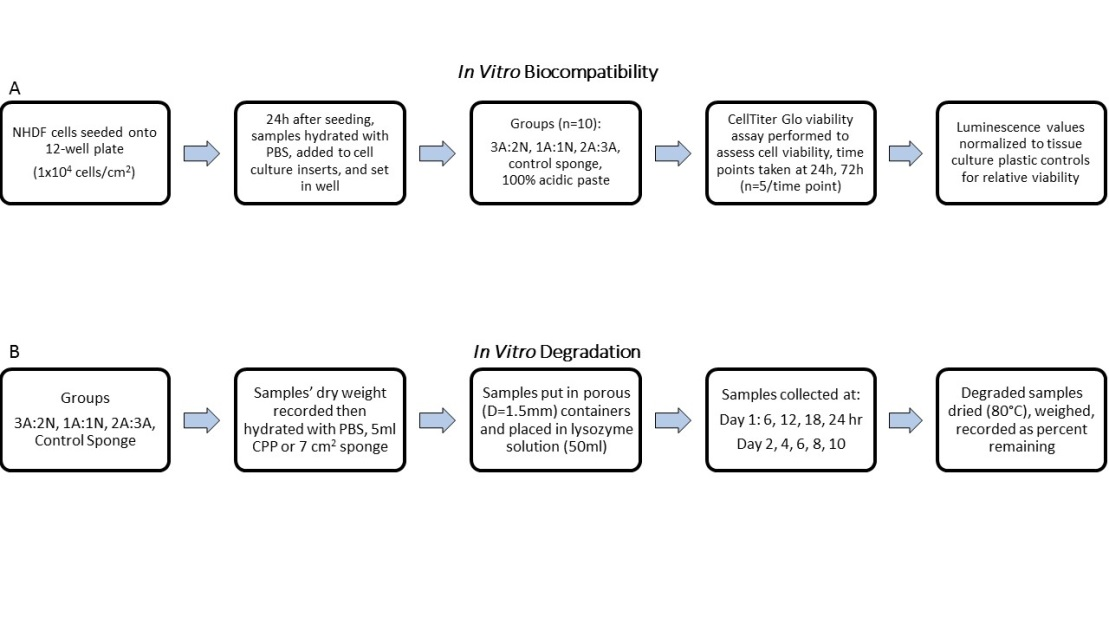 In Vitro Biocompatibility
A
NHDF cells seeded onto
12-well plate
(1x10⁴ cells/cm²)
24h after seeding,
samples hydrated with
PBS, added to cell
culture inserts, and set
in well
Groups (n=10):
3A:2N, 1A:1N, 2A:3A,
control sponge,
100% acidic paste
CellTiter Glo viability
assay performed to
assess cell viability, time
points taken at 24h, 72h
(n=5/time point)
Luminescence values
normalized to tissue
culture plastic controls
for relative viability
B
In Vitro Degradation
Groups
3A:2N, 1A:1N, 2A:3A,
Control Sponge
Samples’ dry weight
recorded then
hydrated with PBS, 5ml
CPP or 7 cm² sponge
Samples put in porous
(D=1.5mm) containers
and placed in lysozyme
solution (50ml)
Samples collected at:
Day 1: 6, 12, 18, 24 hr
Day 2, 4, 6, 8, 10
Degraded samples
dried (80°C), weighed,
recorded as percent
remaining